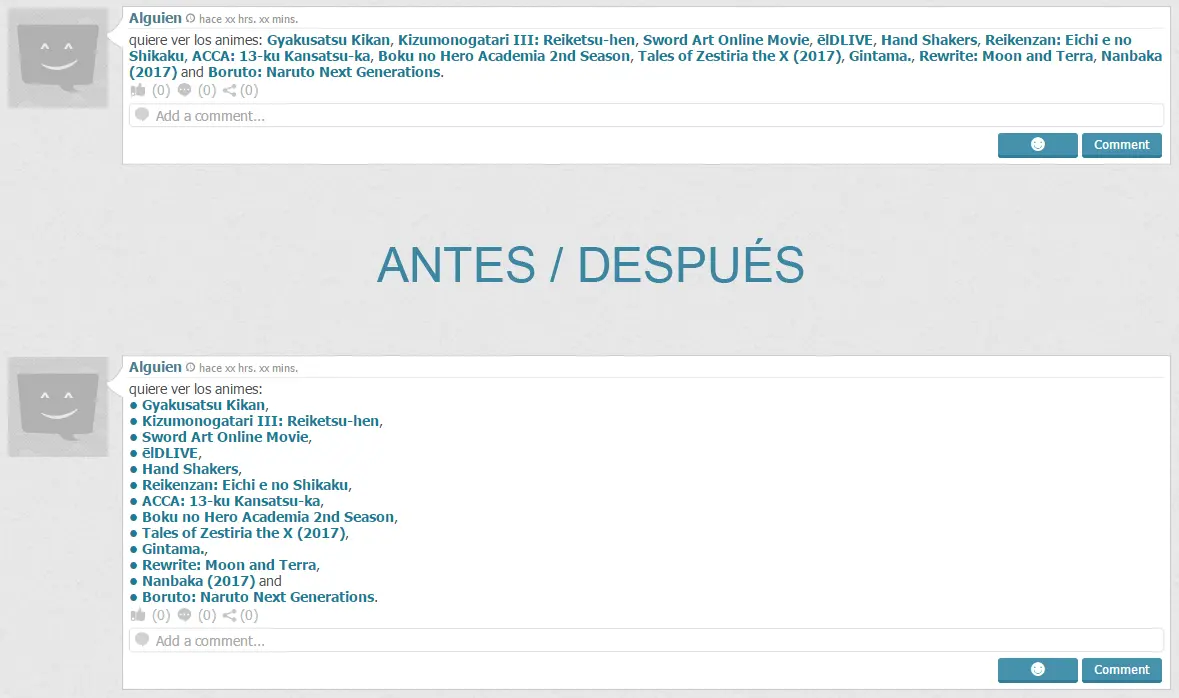 Alguien hace xx hrs. xx mins.
quiere ver los animes: Gyakusatsu Kikan, Kizumonogatari III: Reiketsu-hen, Sword Art Online Movie, ēlDLIVE, Hand Shakers, Reikenzan: Eichi e no
Shikaku, ACCA: 13-ku Kansatsu-ka, Boku no Hero Academia 2nd Season, Tales of Zestiria the X (2017), Gintama., Rewrite: Moon and Terra, Nanbaka
(2017) and Boruto: Naruto Next Generations.
(0) (0) (0)
Add a comment...
Comment
ANTES / DESPUÉS
Alguien hace xx hrs. xx mins.
quiere ver los animes:
● Gyakusatsu Kikan,
● Kizumonogatari III: Reiketsu-hen,
● Sword Art Online Movie,
● ēlDLIVE,
● Hand Shakers,
● Reikenzan: Eichi e no Shikaku,
● ACCA: 13-ku Kansatsu-ka,
● Boku no Hero Academia 2nd Season,
● Tales of Zestiria the X (2017),
● Gintama.,
● Rewrite: Moon and Terra,
● Nanbaka (2017) and
● Boruto: Naruto Next Generations.
(0) (0) (0)
Add a comment...
Comment